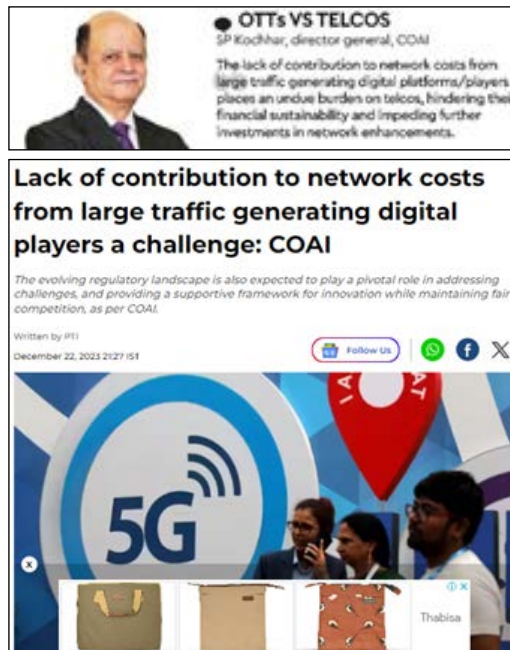 OTTs VS TELCOS
SP Kochhar, director general, COAI
The lack of contribution to network costs from
large traffic generating digital platforms/players
places an undue burden on telcos, hindering thei
financial sustainability and impeding further
investments in network enhancements.
Lack of contribution to network costs
from large traffic generating digital
players a challenge: COAI
The evolving regulatory landscape is also expected to play a pivotal role in addressing
challenges, and providing a supportive framework for innovation while maintaining fair
competition, as per COAI.
Written by PTI
December 22, 2023 21:27 IST
Follow Us
IA
AT
5G
x
Thabisa